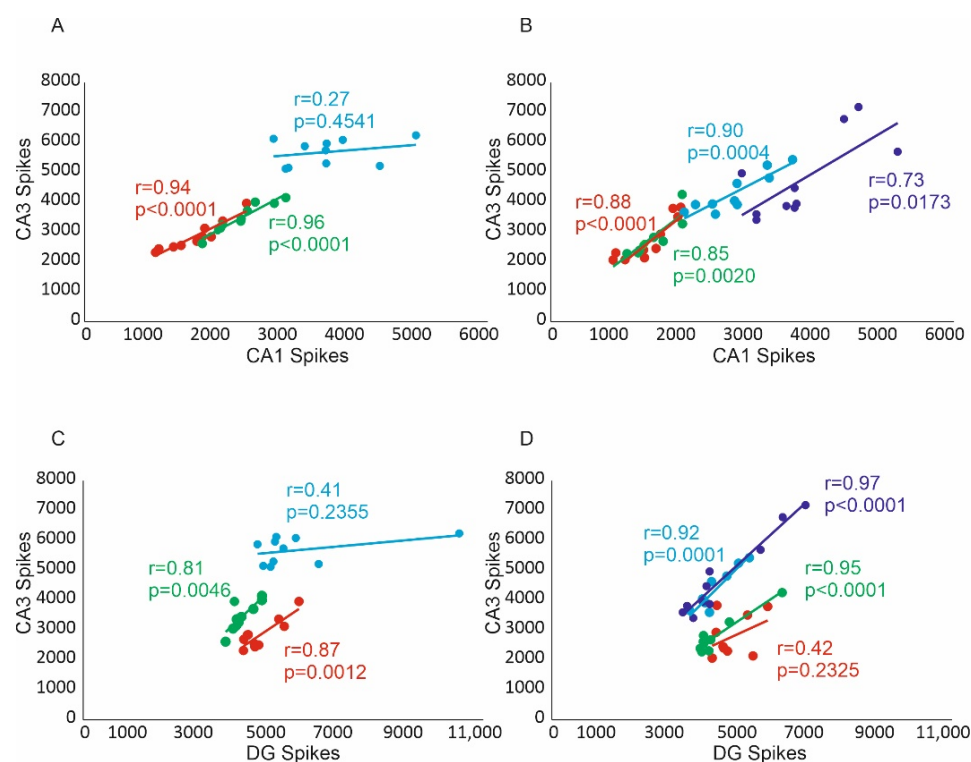 A
8000
7000
6000
5000
4000
3000
2000
1000
0
CA3 Spikes
r=0.27
p=0.4541
r=0.94
p<0.0001
r=0.96
p<0.0001
0 1000 2000 3000 4000 5000
CA1 Spikes
B
8000
7000
6000
5000
4000
3000
2000
1000
0
CA3 Spikes
r=0.90
p=0.0004
r=0.88
p<0.0001
r=0.73
p=0.0173
r=0.85
p=0.0020
0 1000 2000 3000 4000 5000 6000
CA1 Spikes
C
8000
7000
6000
5000
4000
3000
2000
1000
0
CA3 Spikes
r=0.41
p=0.2355
r=0.81
p=0.0046
r=0.87
p=0.0012
0 1000 3000 5000 7000 9000 11,000
DG Spikes
D
8000
7000
6000
5000
4000
3000
2000
1000
0
CA3 Spikes
r=0.97
p<0.0001
r=0.92
p=0.0001
r=0.95
p<0.0001
r=0.42
p=0.2325
0 1000 3000 5000 7000 9000 11,000
DG Spikes